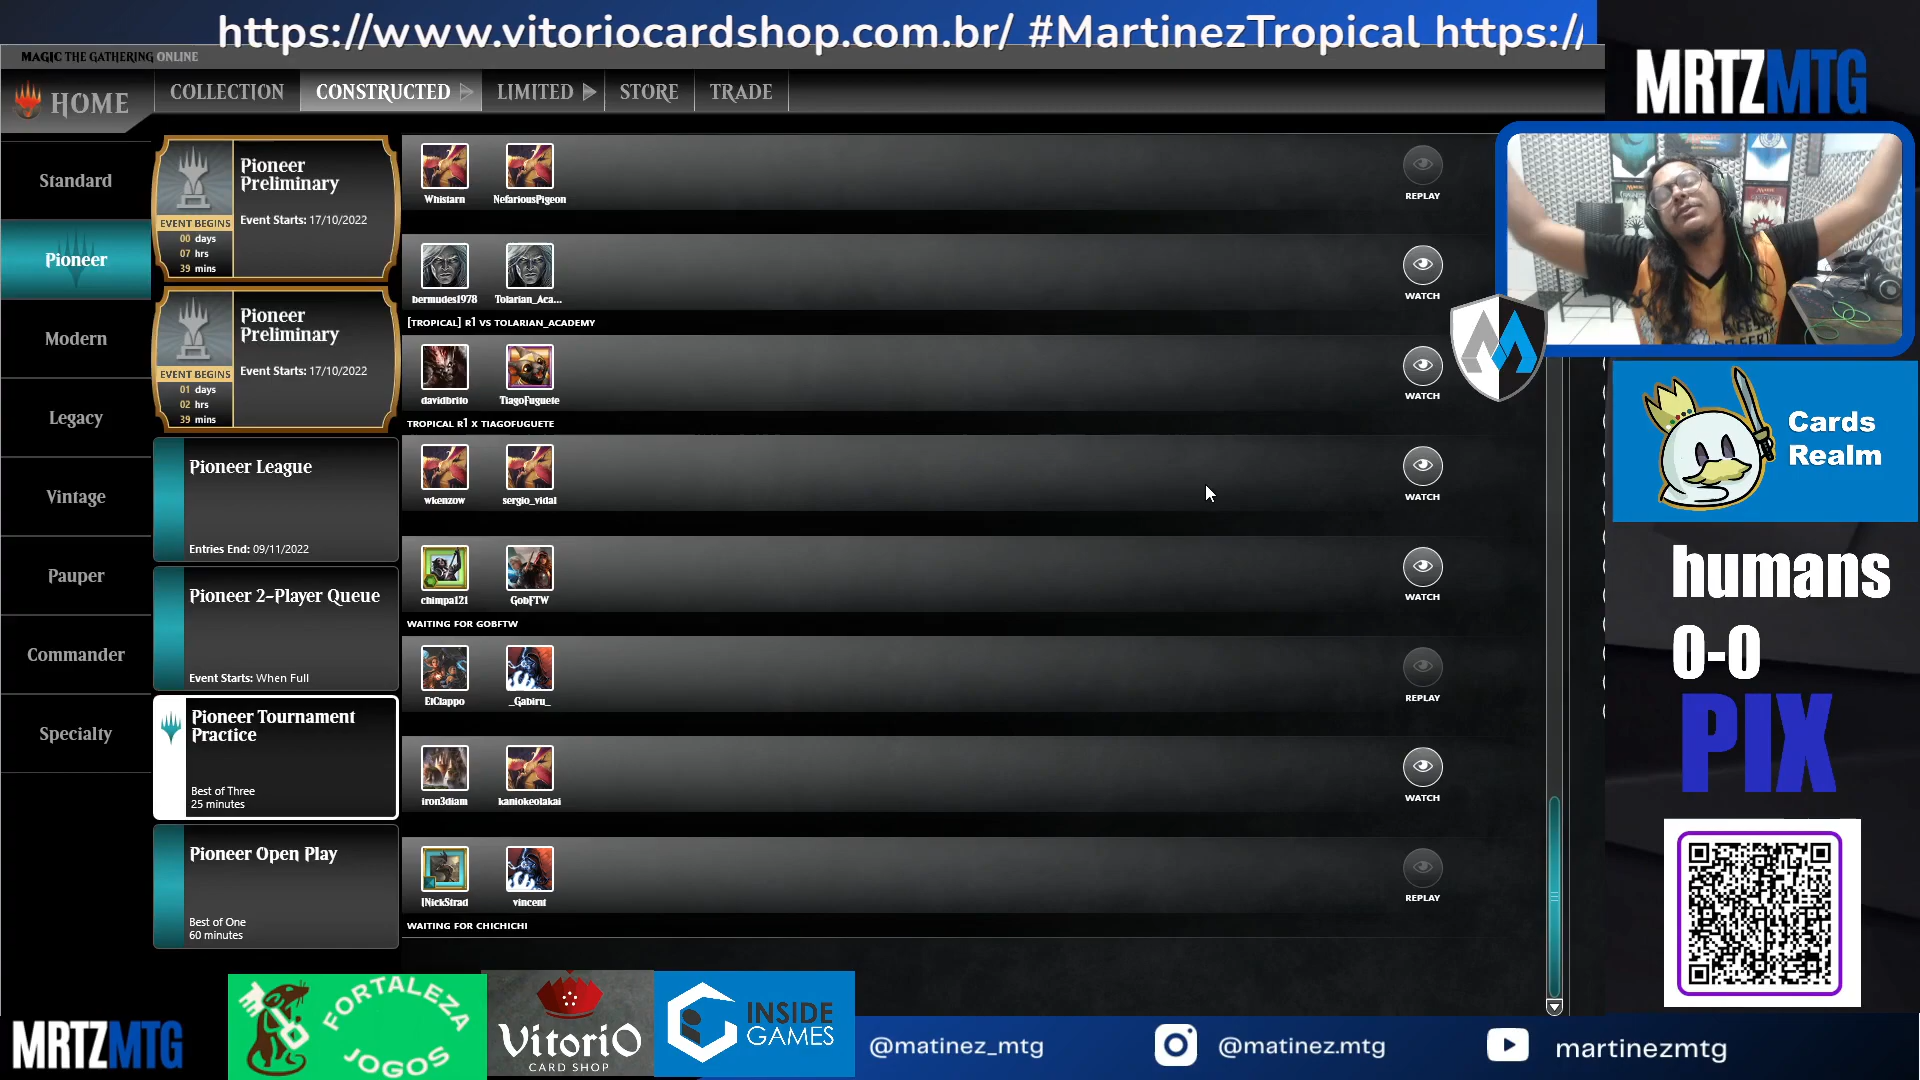 https://www.vitoriocardshop.com.br/ #MartinezTropical https://
MAGIC THE GATHERING ONLINE
HOME
COLLECTION
CONSTRUCTED
LIMITED
STORE
TRADE
MRTZMTG
Standard
Pioneer
Modern
Legacy
Vintage
Pauper
Commander
Specialty
Pioneer
Preliminary
Event Starts: 17/10/2022
EVENT BEGINS
00 days
07 hrs
39 mins
Pioneer
Preliminary
Event Starts: 17/10/2022
EVENT BEGINS
01 days
02 hrs
39 mins
Pioneer League
Entries End: 09/11/2022
Pioneer 2-Player Queue
Event Starts: When Full
Pioneer Tournament
Practice
Best of Three
25 minutes
Pioneer Open Play
Best of One
60 minutes
Whistarn
NefariousPigeon
REPLAY
bermudes1978
Tolarian_Aca...
WATCH
[TROPICAL] R1 VS TOLARIAN_ACADEMY
davidbrito
TiagoFuguete
WATCH
TROPICAL R1 X TIAGOFUGUETE
wkenzow
sergio_vidal
WATCH
chimpa121
GobFTW
WATCH
WAITING FOR GOBFTW
ElCtappo
_Gabiru_
REPLAY
iron3diam
kaniokeolakai
WATCH
INickStrad
vincent
REPLAY
WAITING FOR CHICHICHI
Cards
Realm
humans
0-0
PIX
MRTZMTG
FORTALEZA
JOGOS
VitoriO
CARD SHOP
INSIDE
GAMES
@matinez_mtg
@matinez.mtg
martinezmtg